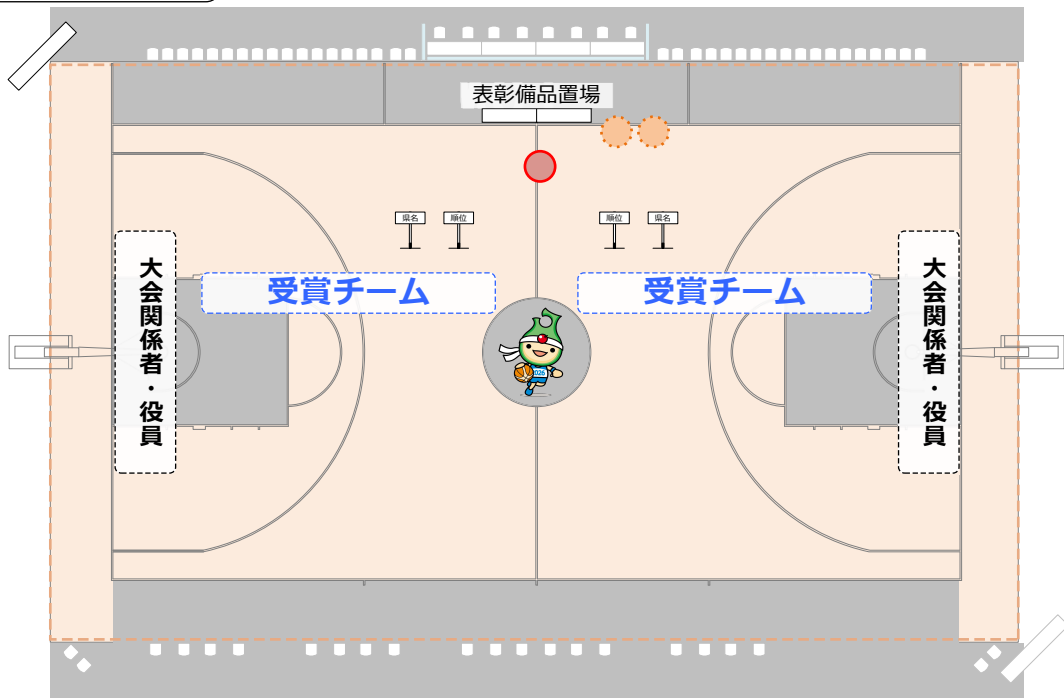 表彰備品置場
県名 順位 順位 県名
受賞チーム 受賞チーム
大会関係者・役員
大会関係者・役員
026